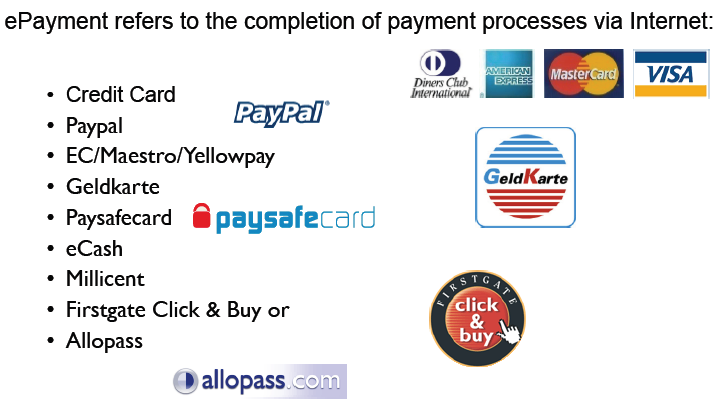 ePayment refers to the completion of payment processes via Internet:
Diners Club
International
AMERICAN
EXPRESS
MasterCard
VISA
• Credit Card
PayPal
• Paypal
• EC/Maestro/Yellowpay
GeldKarte
• Geldkarte
• Paysafecard
paysafecard
• eCash
• Millicent
FIRSTGATE
click
&
buy
• Firstgate Click & Buy or
• Allopass
allopass.com